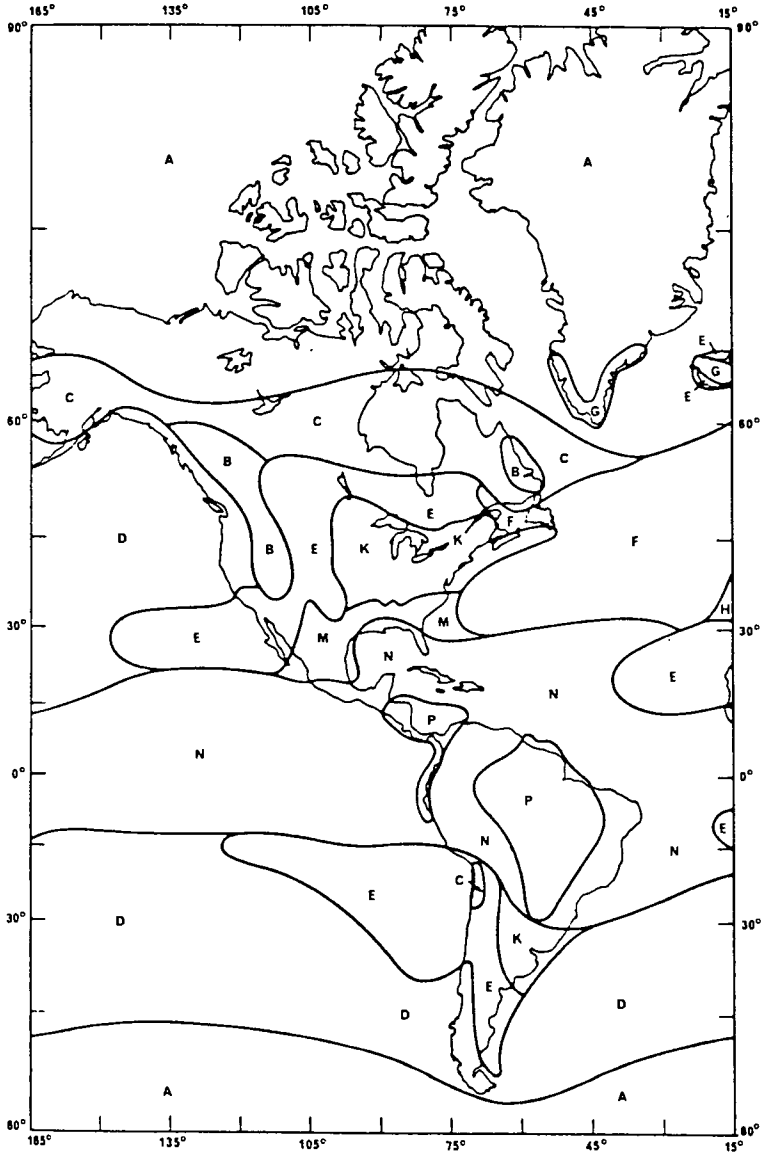 165° 135° 105° 75° 45° 15°
90° 90°
A A
E
G
C E
G
60° C C 60°
B B
E F
D B E K K F
H
30° E M M 30°
N E
N
P
N
0° 0°
P
E
N N
C
E
30° D 30°
K
E
D D
A A
60° 60°
165° 135° 105° 75° 45° 15°